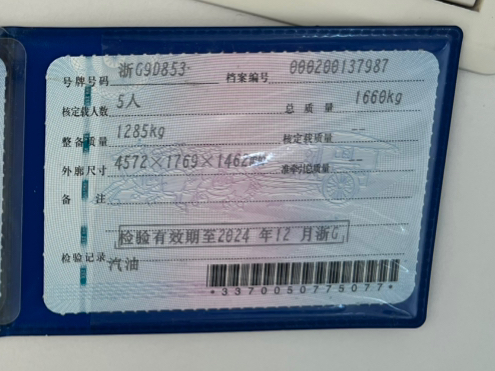 号牌号码 浙G9D853 档案编号 000200137987
核定载人数 5人 总质量 1660kg
整备质量 1285kg 核定载质量 --
外廓尺寸 4572×1769×1462mm 准牵引总质量 --
备注
检验有效期至2024 年12 月浙G
检验记录 汽油
*3370050775077*